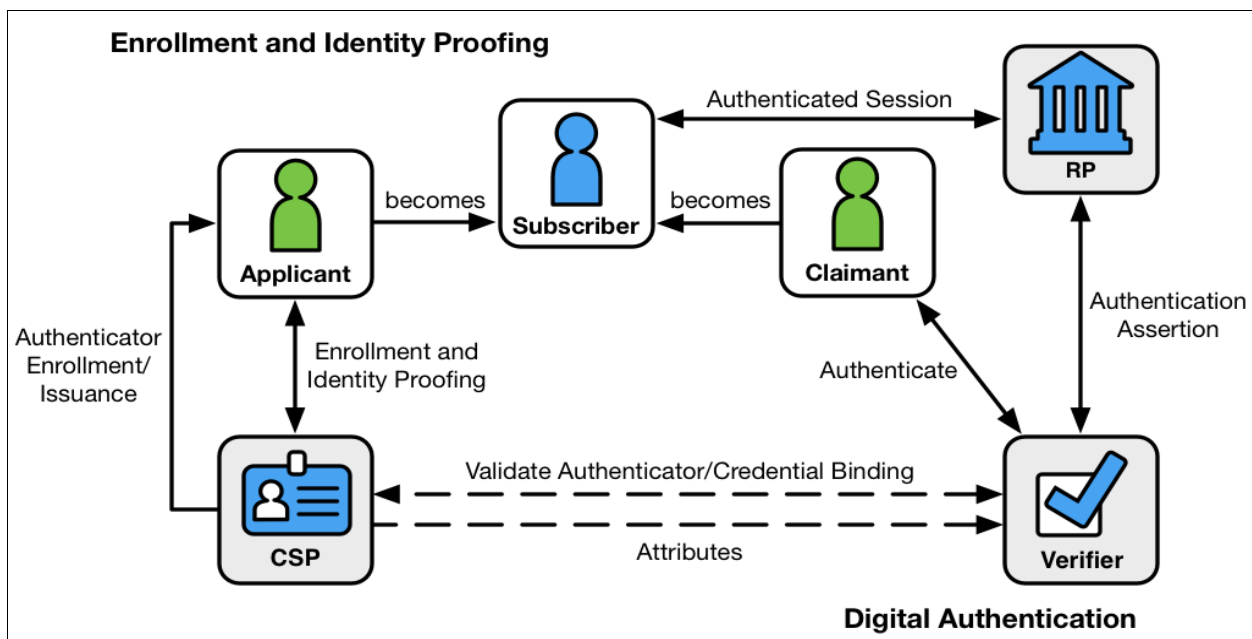 Enrollment and Identity Proofing
Authenticated Session
RP
becomes
Subscriber
becomes
Applicant
Claimant
Authenticator
Enrollment/
Issuance
Enrollment and
Identity Proofing
Authenticate
Authentication
Assertion
Validate Authenticator/Credential Binding
CSP
Attributes
Verifier
Digital Authentication